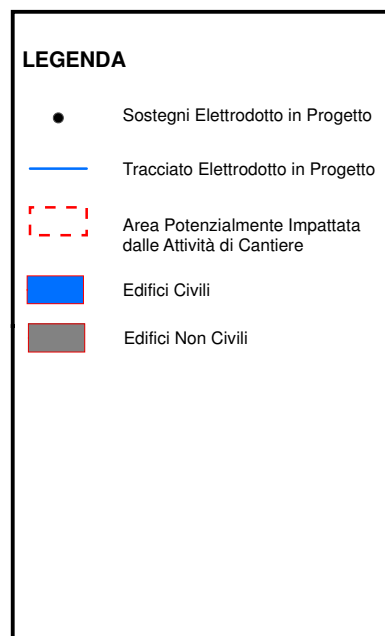 LEGENDA
Sostegni Elettrodotto in Progetto
Tracciato Elettrodotto in Progetto
Area Potenzialmente Impattata
dalle Attività di Cantiere
Edifici Civili
Edifici Non Civili